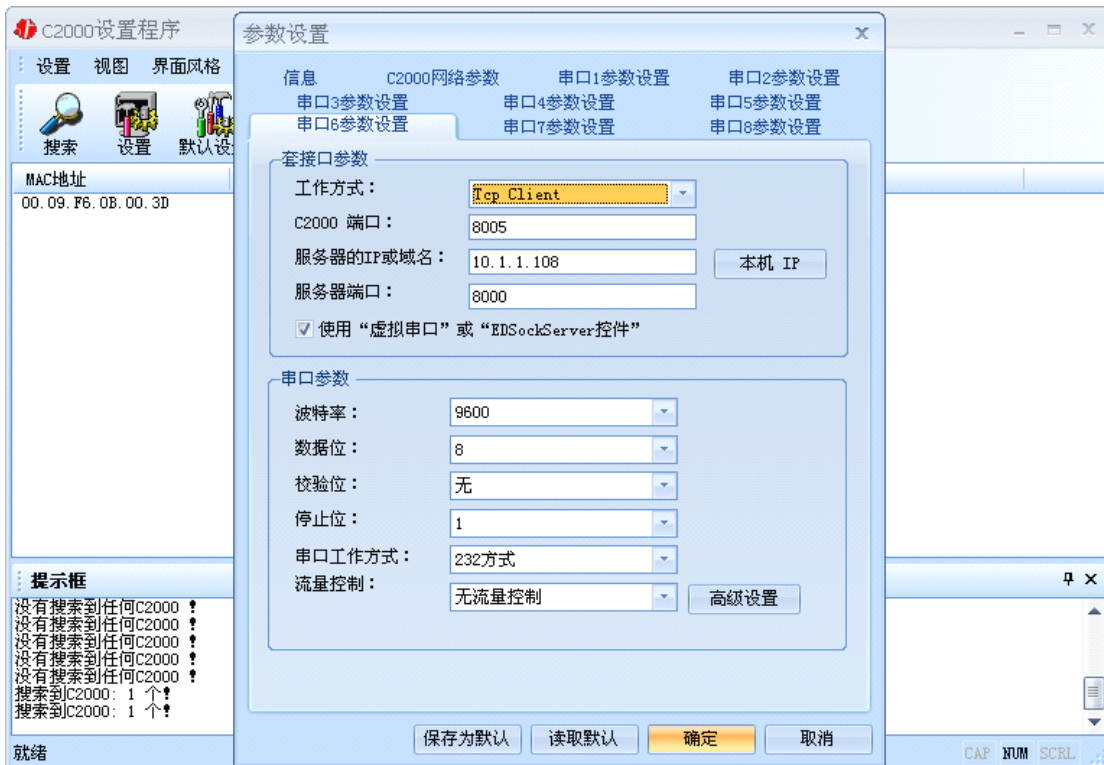 C2000设置程序
设置 视图 界面风格
搜索 设置 默认设
MAC地址
00.09.F6.0B.00.3D
参数设置
信息 C2000网络参数 串口1参数设置 串口2参数设置
串口3参数设置 串口4参数设置 串口5参数设置
串口6参数设置 串口7参数设置 串口8参数设置
套接口参数
工作方式： Tcp Client
C2000 端口： 8005
服务器的IP或域名： 10.1.1.108 本机 IP
服务器端口： 8000
使用“虚拟串口”或“EDSockServer控件”
串口参数
波特率： 9600
数据位： 8
校验位： 无
停止位： 1
串口工作方式： 232方式
流量控制： 无流量控制 高级设置
保存为默认 读取默认 确定 取消
提示框
没有搜索到任何C2000 !
没有搜索到任何C2000 !
没有搜索到任何C2000 !
没有搜索到任何C2000 !
没有搜索到任何C2000 !
搜索到C2000: 1 个!
搜索到C2000: 1 个!
就绪 CAP NUM SCRL